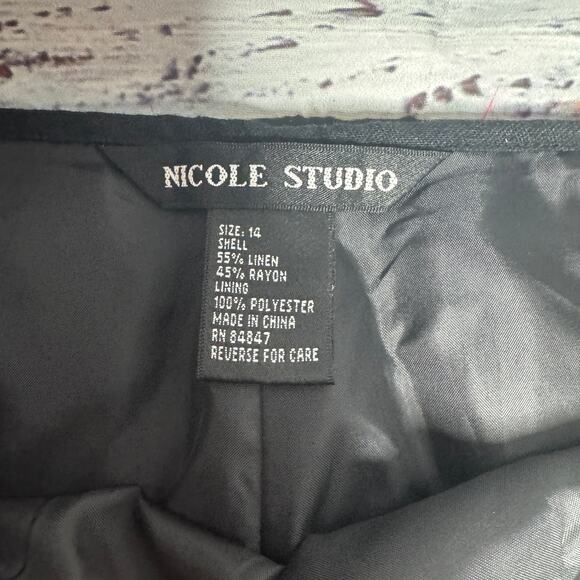 NICOLE STUDIO
SIZE: 14
SHELL
55% LINEN
45% RAYON
LINING
100% POLYESTER
MADE IN CHINA
RN 84847
REVERSE FOR CARE